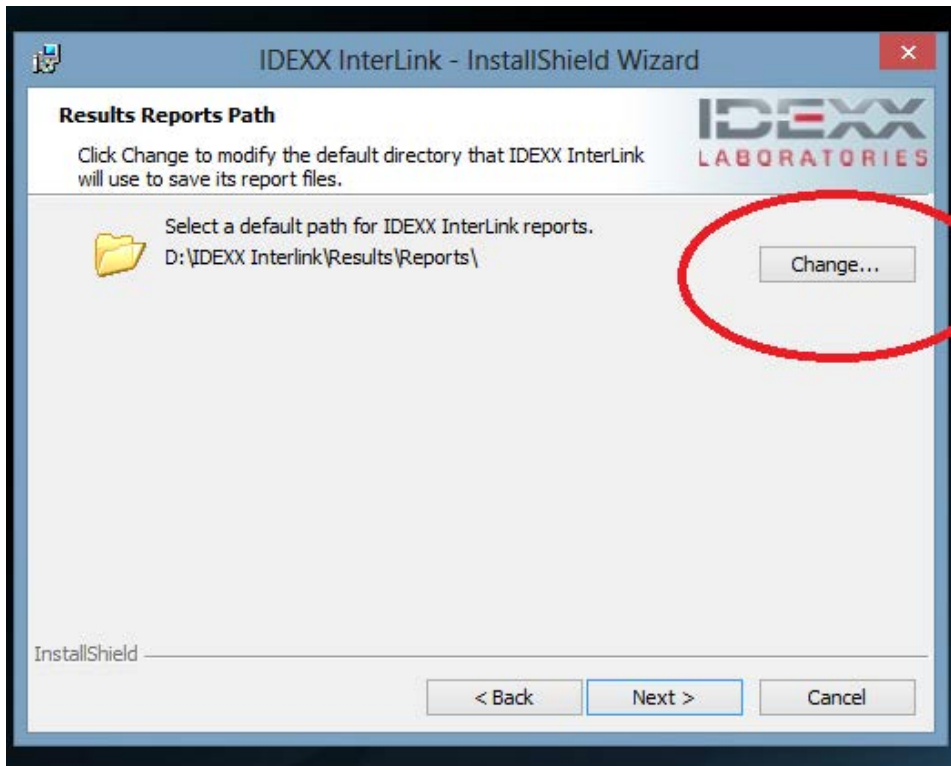 IDEXX InterLink - InstallShield Wizard
Results Reports Path
Click Change to modify the default directory that IDEXX InterLink
will use to save its report files.
IDEXX
LABORATORIES
Select a default path for IDEXX InterLink reports.
D:\IDEXX Interlink\Results\Reports\
Change...
InstallShield
< Back
Next >
Cancel